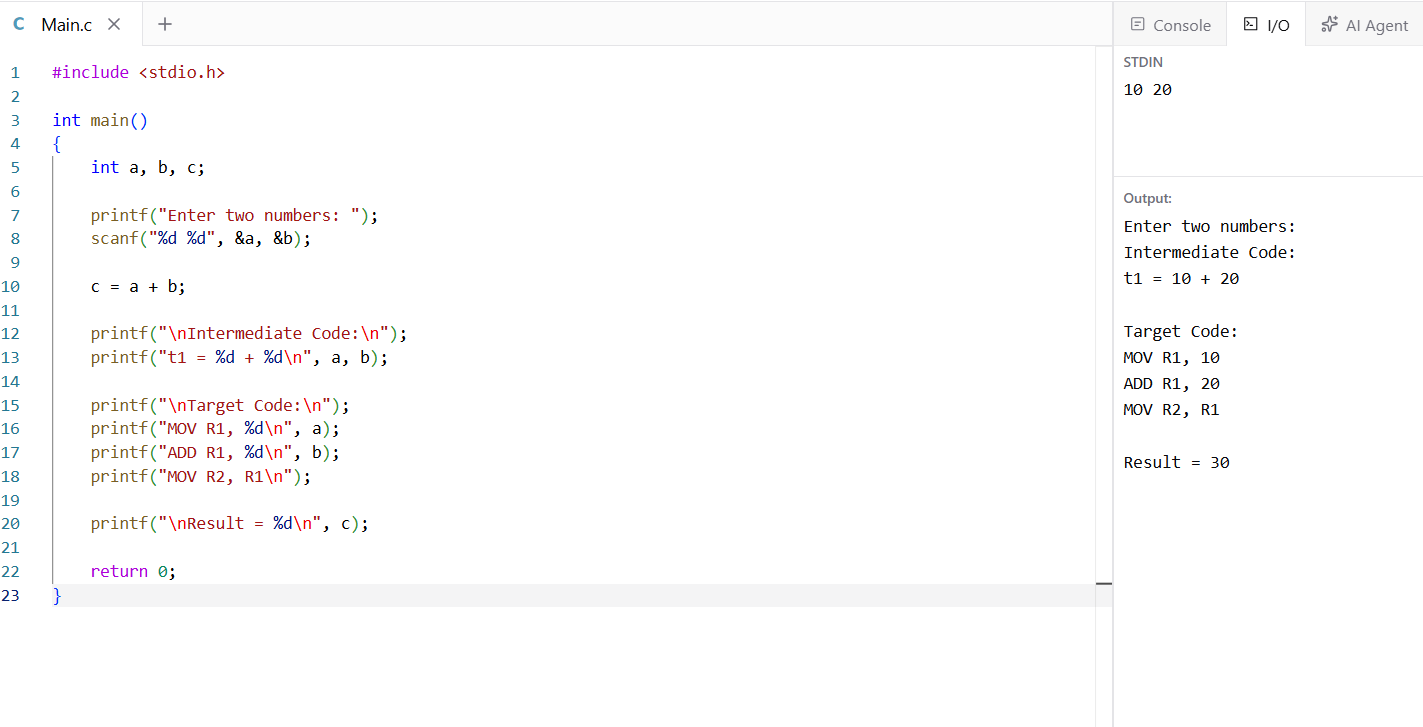 C Main.c × +
1 #include <stdio.h>
2
3 int main()
4 {
5 int a, b, c;
6
7 printf("Enter two numbers: ");
8 scanf("%d %d", &a, &b);
9
10 c = a + b;
11
12 printf("\nIntermediate Code:\n");
13 printf("t1 = %d + %d\n", a, b);
14
15 printf("\nTarget Code:\n");
16 printf("MOV R1, %d\n", a);
17 printf("ADD R1, %d\n", b);
18 printf("MOV R2, R1\n");
19
20 printf("\nResult = %d\n", c);
21
22 return 0;
23 }
Console I/O AI Agent
STDIN
10 20
Output:
Enter two numbers:
Intermediate Code:
t1 = 10 + 20
Target Code:
MOV R1, 10
ADD R1, 20
MOV R2, R1
Result = 30